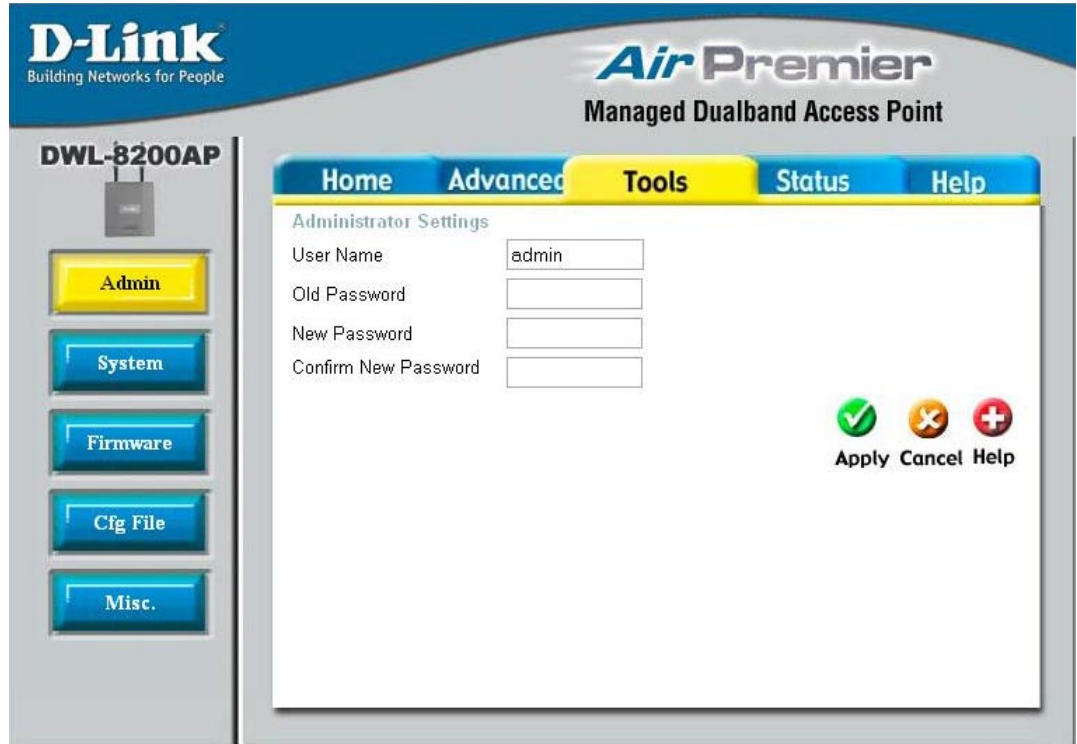 D-Link
Building Networks for People
Air Premier
Managed Dualband Access Point
DWL-8200AP
Home Advanced Tools Status Help
Admin
System
Firmware
Cfg File
Misc.
Administrator Settings
User Name admin
Old Password
New Password
Confirm New Password
Apply Cancel Help